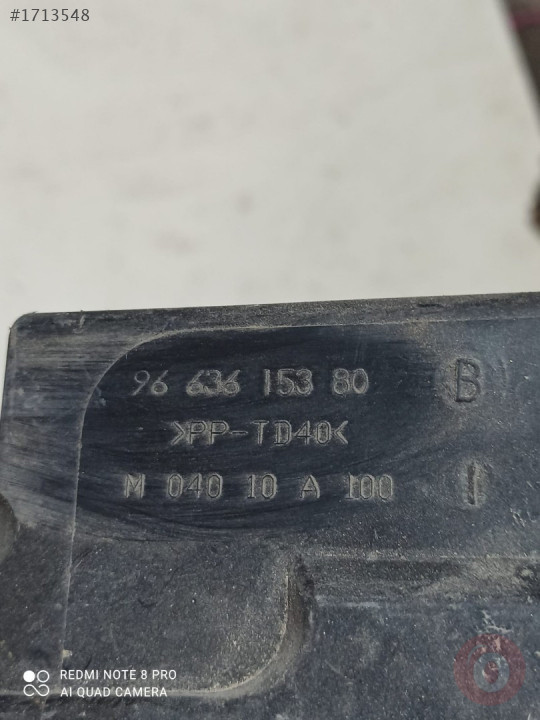 #1713548
96 636 153 80 B
>PP-TD40<
M 040 10 A 100 I
REDMI NOTE 8 PRO
AI QUAD CAMERA